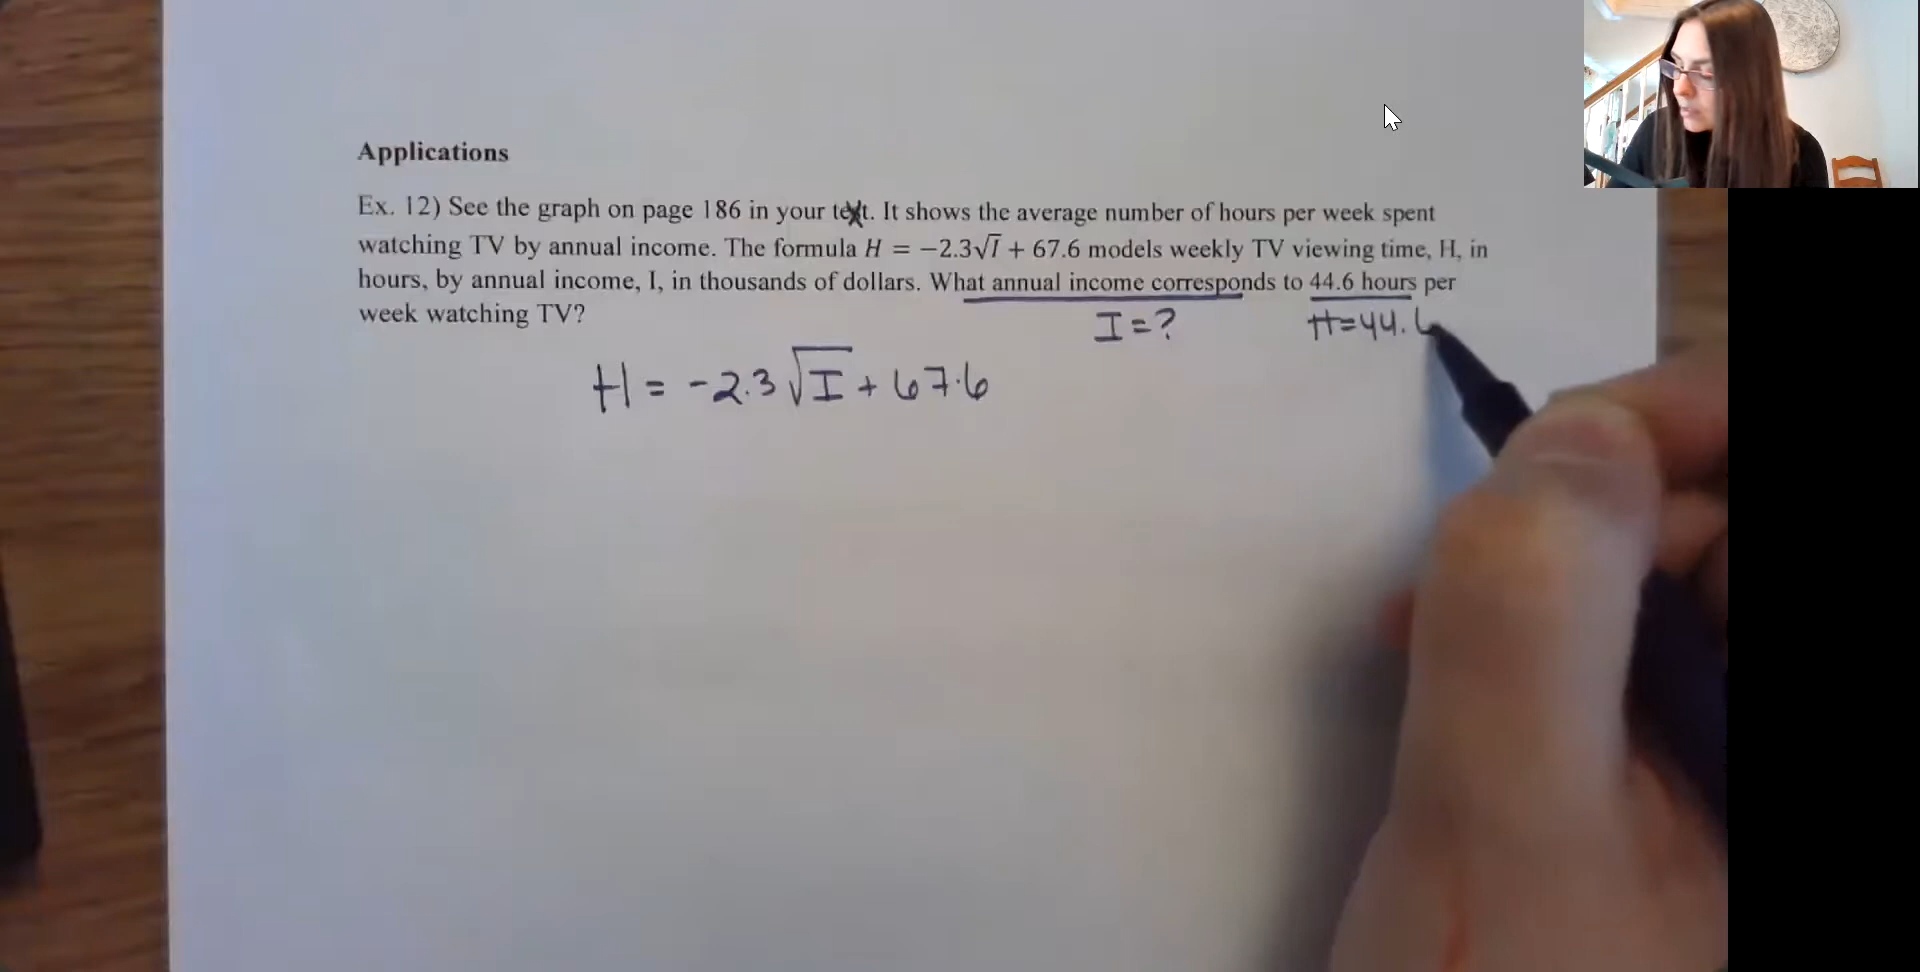 Applications
Ex. 12) See the graph on page 186 in your text. It shows the average number of hours per week spent
watching TV by annual income. The formula H = −2.3√I + 67.6 models weekly TV viewing time, H, in
hours, by annual income, I, in thousands of dollars. What annual income corresponds to 44.6 hours per
week watching TV?
I = ? H=44.6
H = -2.3√I + 67.6